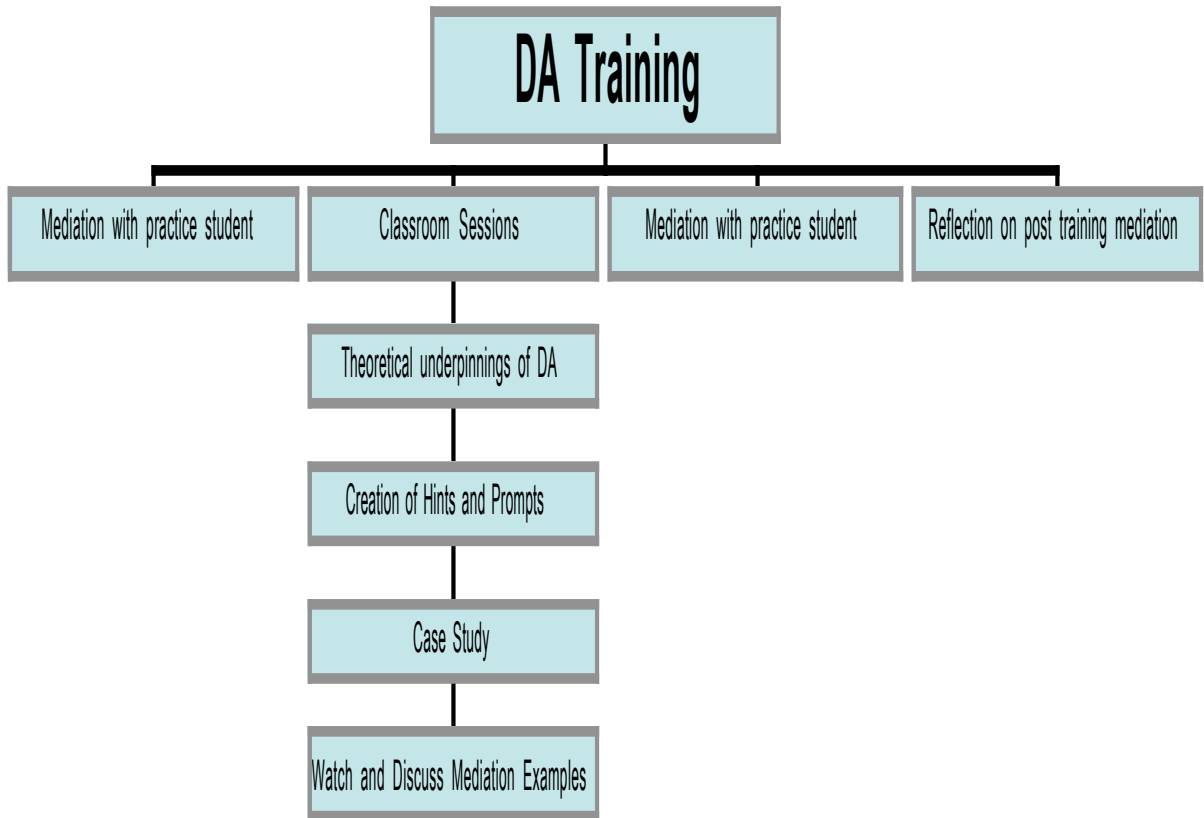 DA Training
Mediation with practice student
Classroom Sessions
Mediation with practice student
Reflection on post training mediation
Theoretical underpinnings of DA
Creation of Hints and Prompts
Case Study
Watch and Discuss Mediation Examples